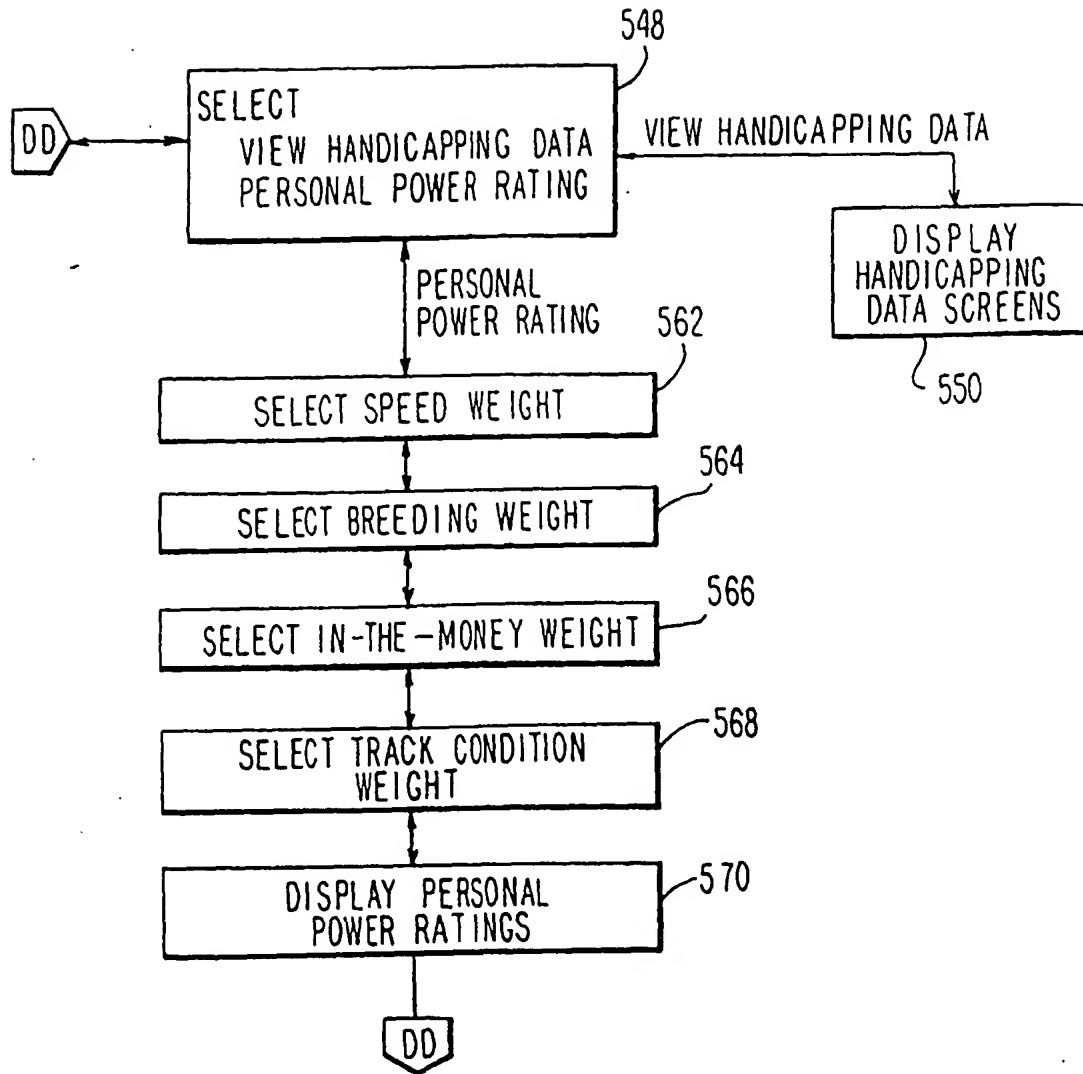 548
DD
SELECT
VIEW HANDICAPPING DATA
PERSONAL POWER RATING
VIEW HANDICAPPING DATA
DISPLAY
HANDICAPPING
DATA SCREENS
550
PERSONAL
POWER RATING
562
SELECT SPEED WEIGHT
564
SELECT BREEDING WEIGHT
566
SELECT IN-THE-MONEY WEIGHT
568
SELECT TRACK CONDITION
WEIGHT
570
DISPLAY PERSONAL
POWER RATINGS
DD